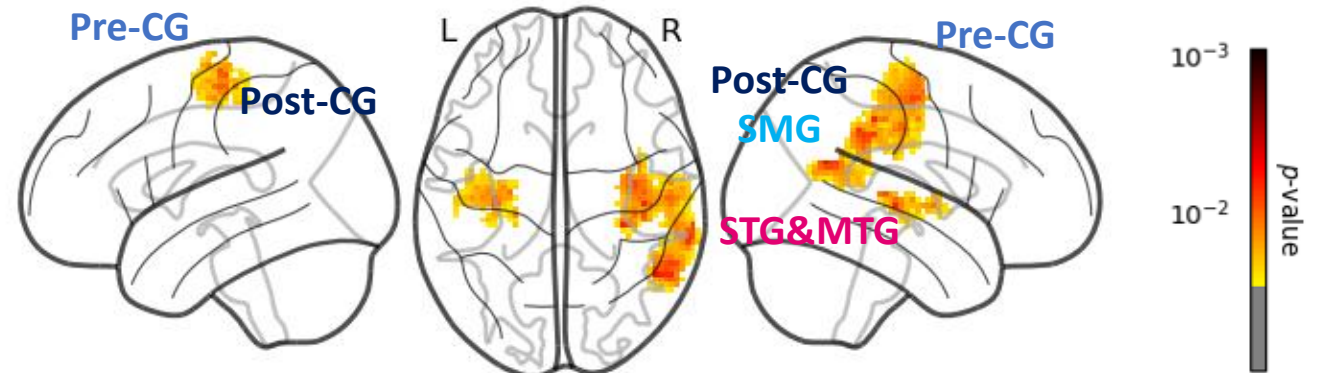 Pre-CG
Post-CG
L
R
Pre-CG
Post-CG
SMG
STG&MTG
10⁻³
10⁻²
p-value